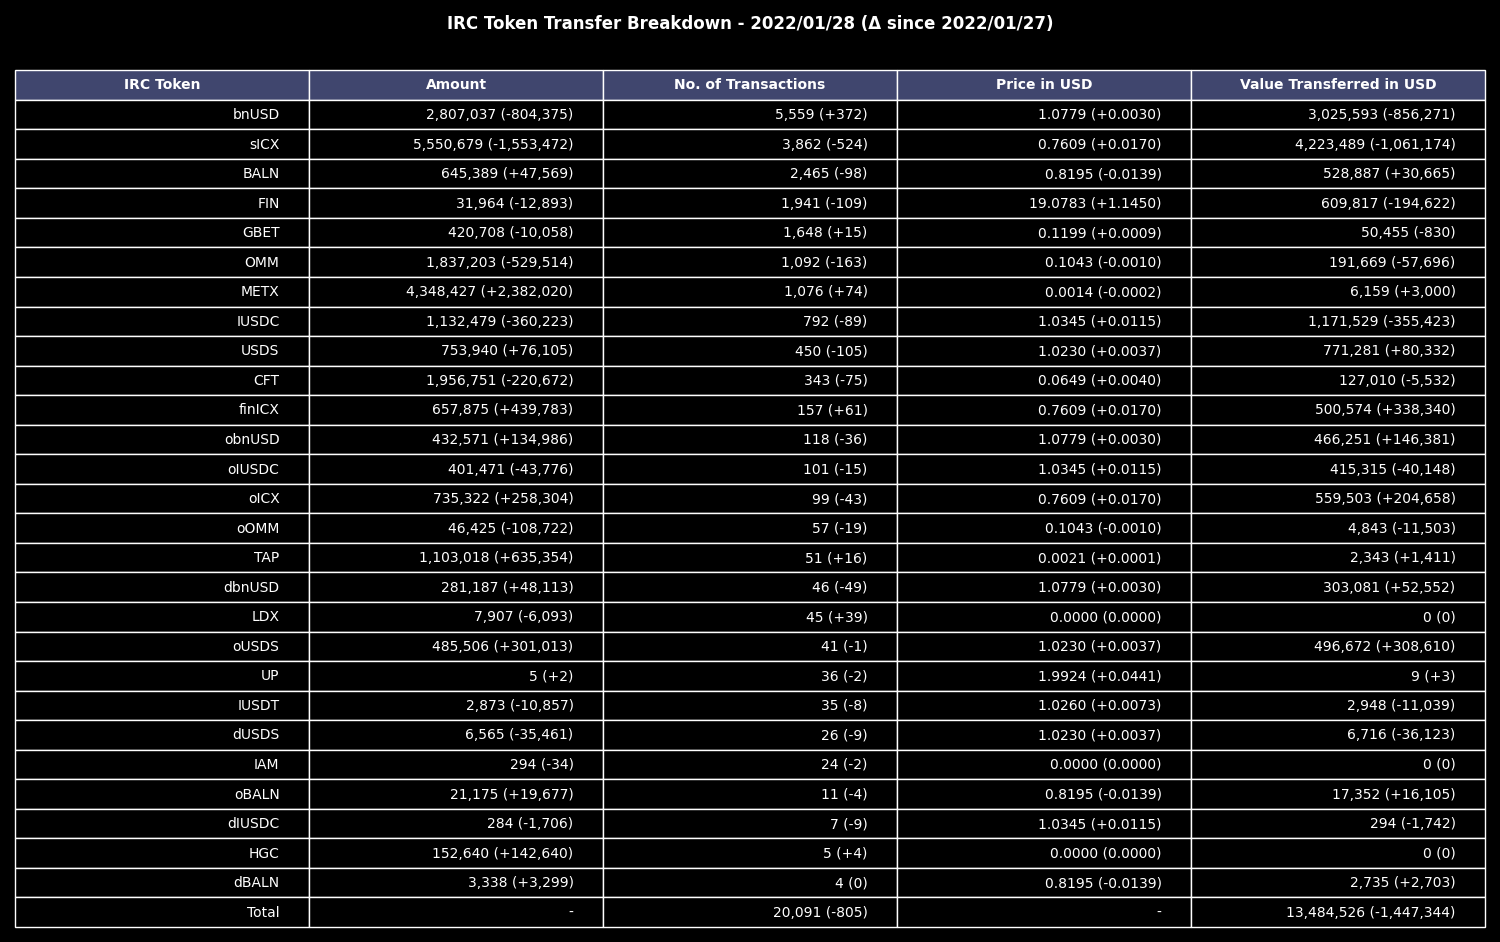 IRC Token Transfer Breakdown - 2022/01/28 (Δ since 2022/01/27)
IRC Token Amount No. of Transactions Price in USD Value Transferred in USD
bnUSD 2,807,037 (-804,375) 5,559 (+372) 1.0779 (+0.0030) 3,025,593 (-856,271)
sICX 5,550,679 (-1,553,472) 3,862 (-524) 0.7609 (+0.0170) 4,223,489 (-1,061,174)
BALN 645,389 (+47,569) 2,465 (-98) 0.8195 (-0.0139) 528,887 (+30,665)
FIN 31,964 (-12,893) 1,941 (-109) 19.0783 (+1.1450) 609,817 (-194,622)
GBET 420,708 (-10,058) 1,648 (+15) 0.1199 (+0.0009) 50,455 (-830)
OMM 1,837,203 (-529,514) 1,092 (-163) 0.1043 (-0.0010) 191,669 (-57,696)
METX 4,348,427 (+2,382,020) 1,076 (+74) 0.0014 (-0.0002) 6,159 (+3,000)
IUSDC 1,132,479 (-360,223) 792 (-89) 1.0345 (+0.0115) 1,171,529 (-355,423)
USDS 753,940 (+76,105) 450 (-105) 1.0230 (+0.0037) 771,281 (+80,332)
CFT 1,956,751 (-220,672) 343 (-75) 0.0649 (+0.0040) 127,010 (-5,532)
finICX 657,875 (+439,783) 157 (+61) 0.7609 (+0.0170) 500,574 (+338,340)
obnUSD 432,571 (+134,986) 118 (-36) 1.0779 (+0.0030) 466,251 (+146,381)
oIUSDC 401,471 (-43,776) 101 (-15) 1.0345 (+0.0115) 415,315 (-40,148)
oICX 735,322 (+258,304) 99 (-43) 0.7609 (+0.0170) 559,503 (+204,658)
oOMM 46,425 (-108,722) 57 (-19) 0.1043 (-0.0010) 4,843 (-11,503)
TAP 1,103,018 (+635,354) 51 (+16) 0.0021 (+0.0001) 2,343 (+1,411)
dbnUSD 281,187 (+48,113) 46 (-49) 1.0779 (+0.0030) 303,081 (+52,552)
LDX 7,907 (-6,093) 45 (+39) 0.0000 (0.0000) 0 (0)
oUSDS 485,506 (+301,013) 41 (-1) 1.0230 (+0.0037) 496,672 (+308,610)
UP 5 (+2) 36 (-2) 1.9924 (+0.0441) 9 (+3)
IUSDT 2,873 (-10,857) 35 (-8) 1.0260 (+0.0073) 2,948 (-11,039)
dUSDS 6,565 (-35,461) 26 (-9) 1.0230 (+0.0037) 6,716 (-36,123)
IAM 294 (-34) 24 (-2) 0.0000 (0.0000) 0 (0)
oBALN 21,175 (+19,677) 11 (-4) 0.8195 (-0.0139) 17,352 (+16,105)
dIUSDC 284 (-1,706) 7 (-9) 1.0345 (+0.0115) 294 (-1,742)
HGC 152,640 (+142,640) 5 (+4) 0.0000 (0.0000) 0 (0)
dBALN 3,338 (+3,299) 4 (0) 0.8195 (-0.0139) 2,735 (+2,703)
Total - 20,091 (-805) - 13,484,526 (-1,447,344)